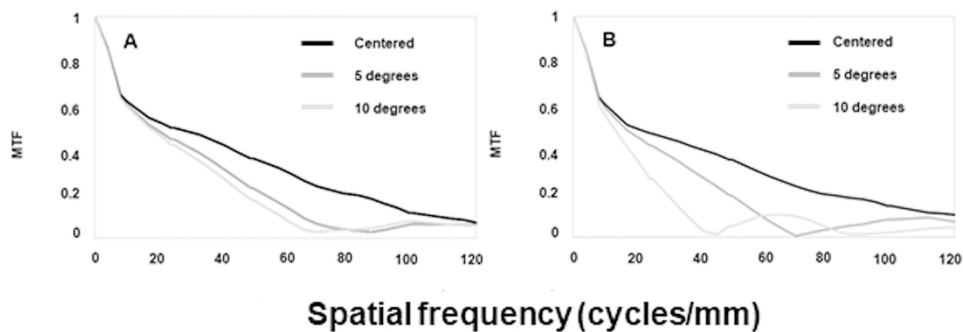 A
B
Centered
5 degrees
10 degrees
Centered
5 degrees
10 degrees
MTF
1
0.8
0.6
0.4
0.2
0
0 20 40 60 80 100 120
MTF
1
0.8
0.6
0.4
0.2
0
0 20 40 60 80 100 120
Spatial frequency (cycles/mm)